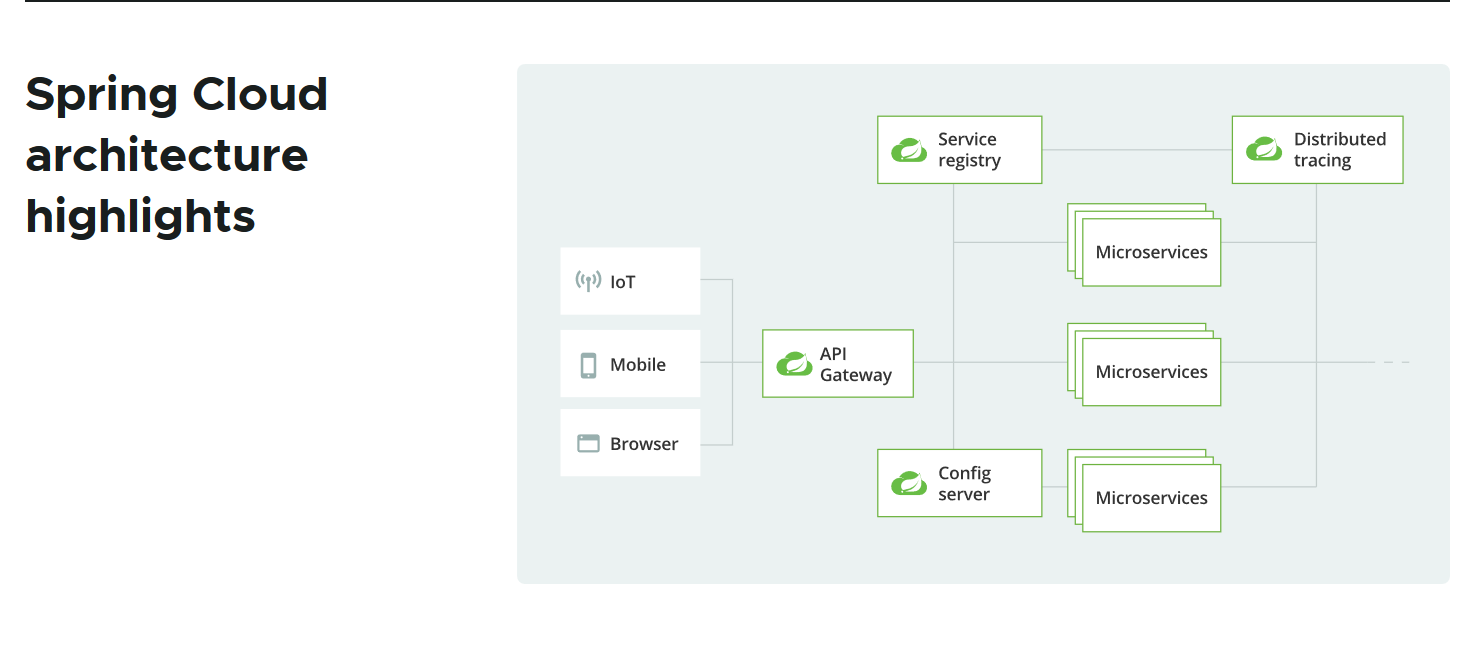 Spring Cloud
architecture
highlights
Service
registry
Distributed
tracing
Microservices
IoT
Mobile
Browser
API
Gateway
Microservices
Config
server
Microservices